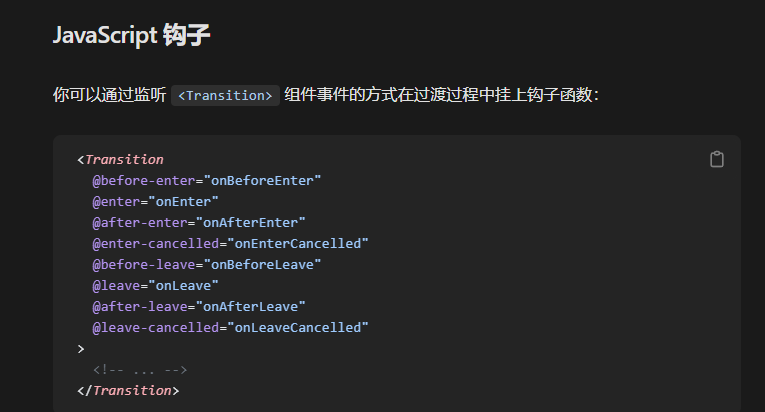 JavaScript 钩子
你可以通过监听 <Transition> 组件事件的方式在过渡过程中挂上钩子函数：
<Transition
  @before-enter="onBeforeEnter"
  @enter="onEnter"
  @after-enter="onAfterEnter"
  @enter-cancelled="onEnterCancelled"
  @before-leave="onBeforeLeave"
  @leave="onLeave"
  @after-leave="onAfterLeave"
  @leave-cancelled="onLeaveCancelled"
>
  <!-- ... -->
</Transition>